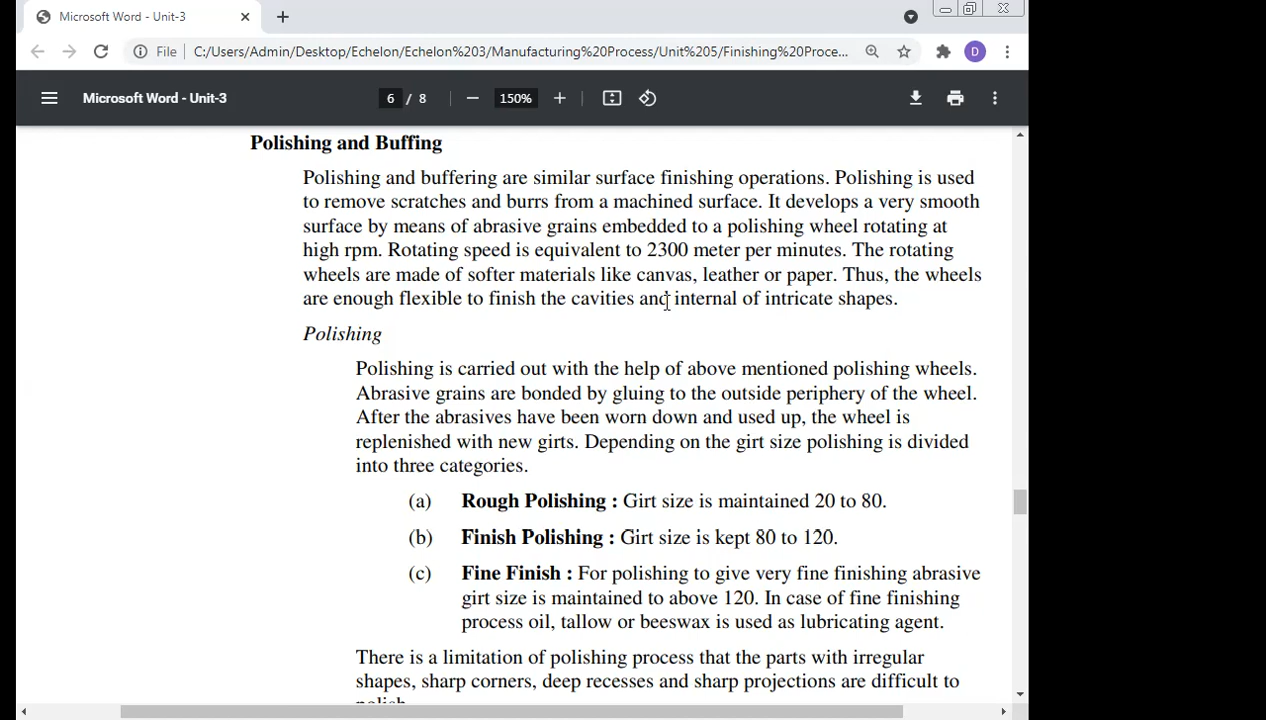 Microsoft Word - Unit-3
File C:/Users/Admin/Desktop/Echelon/Echelon%203/Manufacturing%20Process/Unit%205/Finishing%20Proce... D
Microsoft Word - Unit-3 6 / 8 150%
Polishing and Buffing
Polishing and buffering are similar surface finishing operations. Polishing is used
to remove scratches and burrs from a machined surface. It develops a very smooth
surface by means of abrasive grains embedded to a polishing wheel rotating at
high rpm. Rotating speed is equivalent to 2300 meter per minutes. The rotating
wheels are made of softer materials like canvas, leather or paper. Thus, the wheels
are enough flexible to finish the cavities and internal of intricate shapes.
Polishing
Polishing is carried out with the help of above mentioned polishing wheels.
Abrasive grains are bonded by gluing to the outside periphery of the wheel.
After the abrasives have been worn down and used up, the wheel is
replenished with new girts. Depending on the girt size polishing is divided
into three categories.
(a) Rough Polishing : Girt size is maintained 20 to 80.
(b) Finish Polishing : Girt size is kept 80 to 120.
(c) Fine Finish : For polishing to give very fine finishing abrasive
girt size is maintained to above 120. In case of fine finishing
process oil, tallow or beeswax is used as lubricating agent.
There is a limitation of polishing process that the parts with irregular
shapes, sharp corners, deep recesses and sharp projections are difficult to
polish.